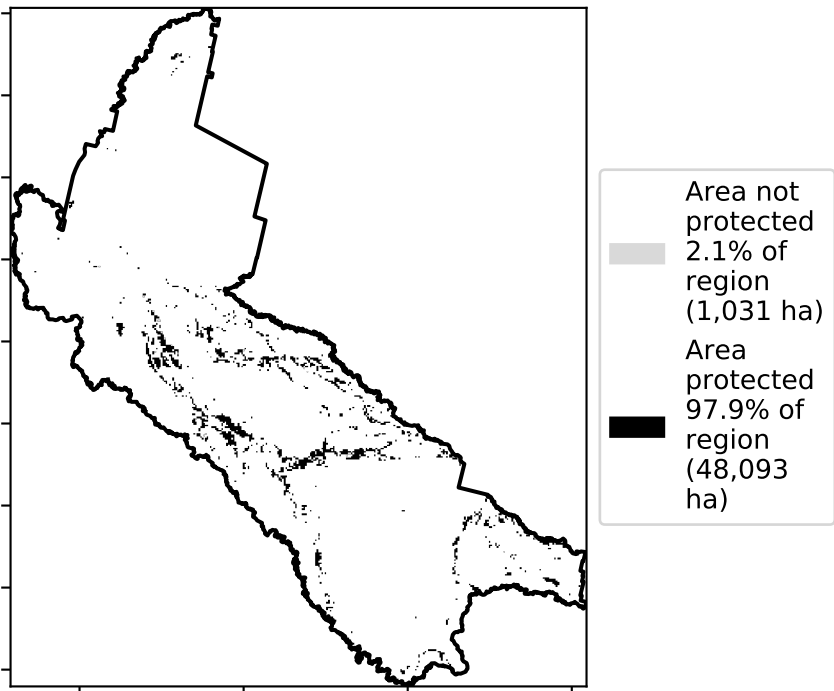 Area not
protected
2.1% of
region
(1,031 ha)
Area
protected
97.9% of
region
(48,093
ha)